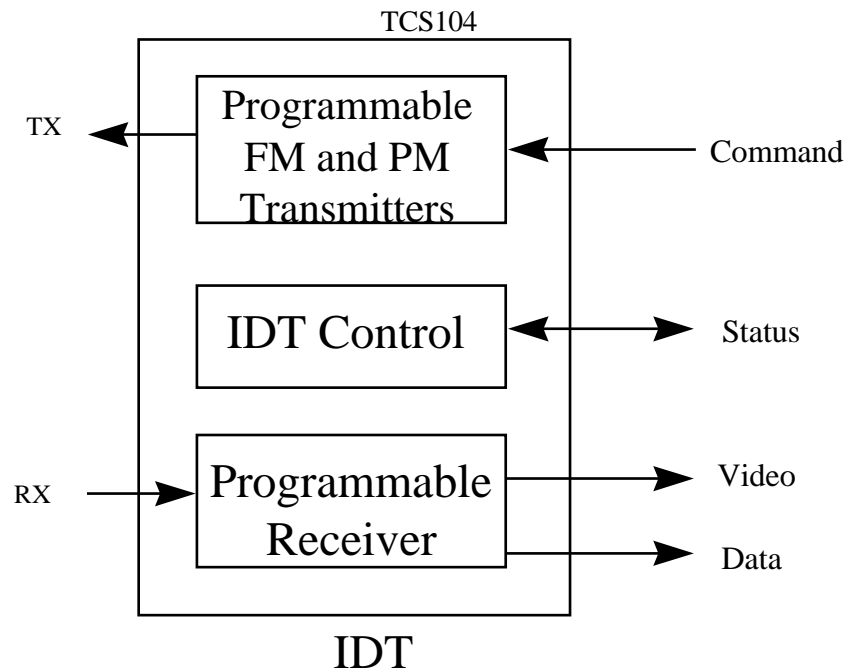 TCS104
TX
Programmable
FM and PM
Transmitters
Command
IDT Control
Status
RX
Programmable
Receiver
Video
Data
IDT